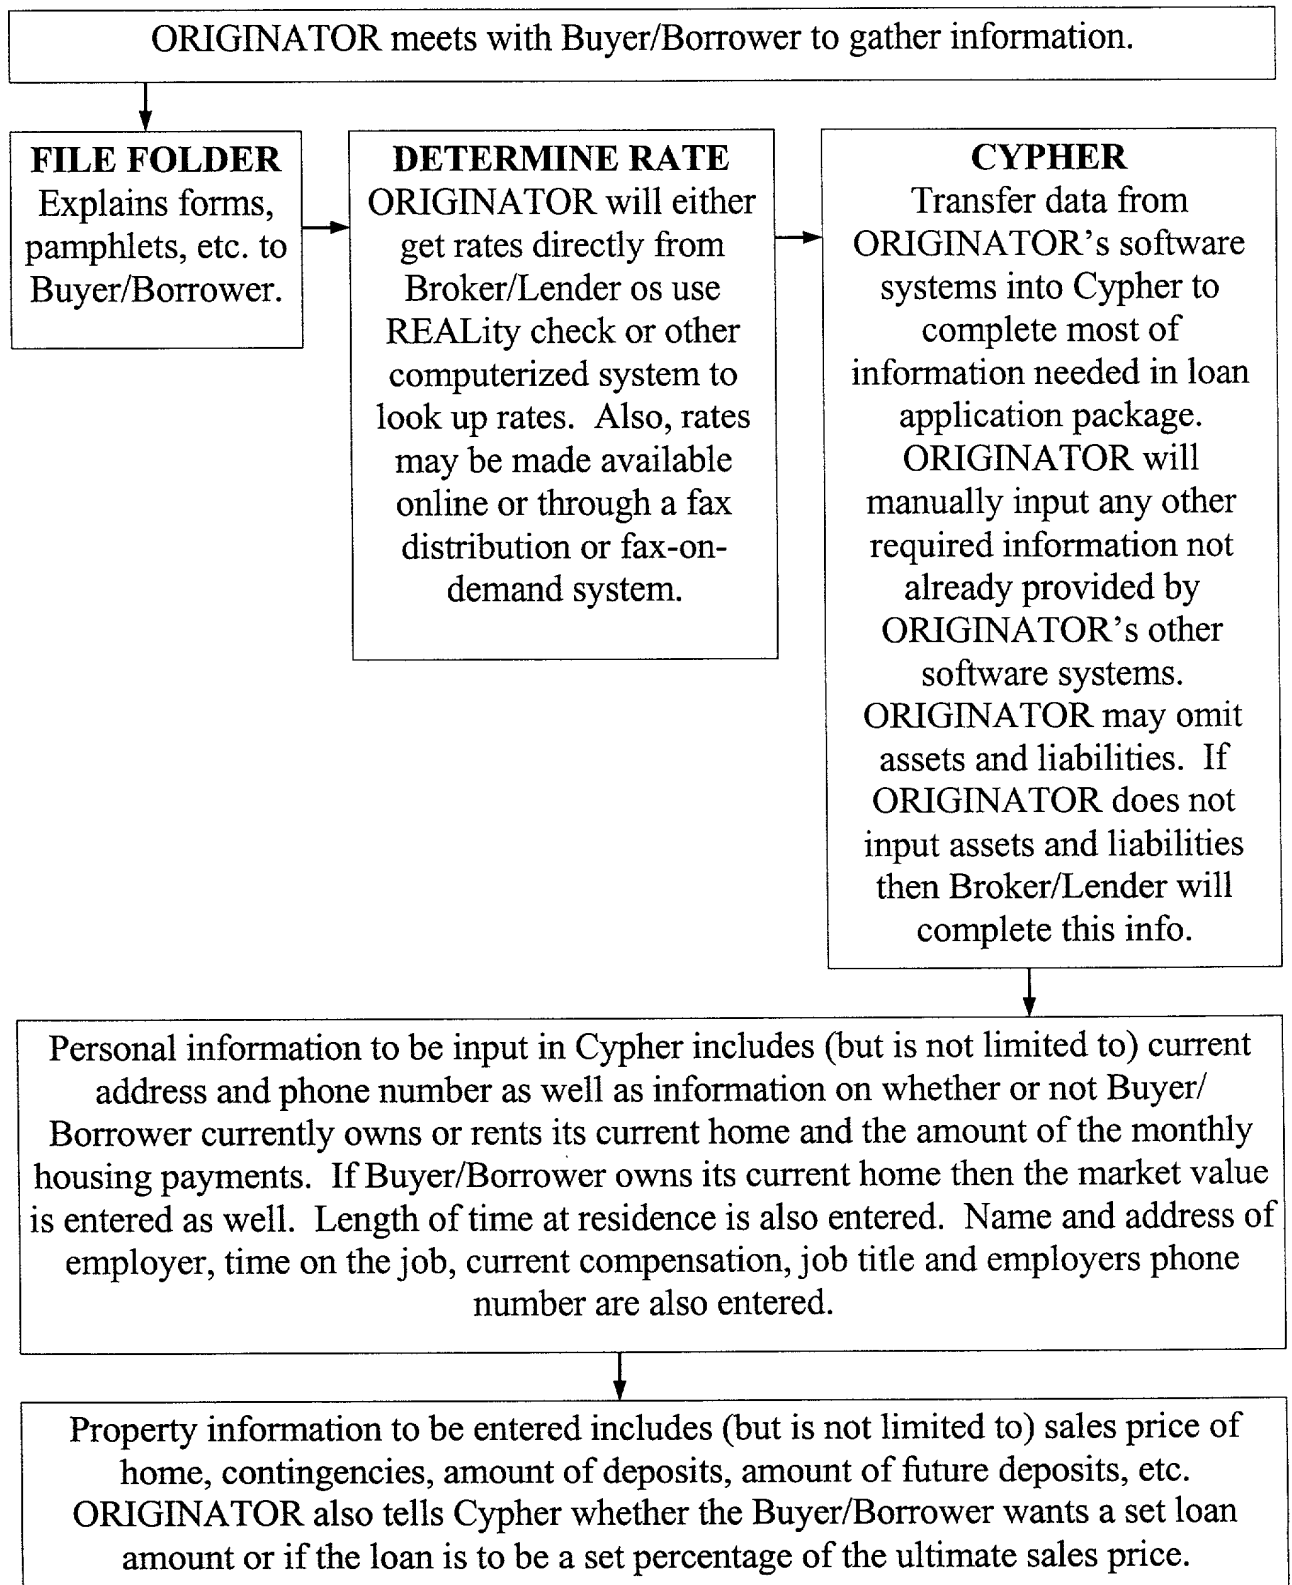 ORIGINATOR meets with Buyer/Borrower to gather information.
FILE FOLDER
Explains forms,
pamphlets, etc. to
Buyer/Borrower.
DETERMINE RATE
ORIGINATOR will either
get rates directly from
Broker/Lender os use
REALity check or other
computerized system to
look up rates. Also, rates
may be made available
online or through a fax
distribution or fax-on-
demand system.
CYPHER
Transfer data from
ORIGINATOR's software
systems into Cypher to
complete most of
information needed in loan
application package.
ORIGINATOR will
manually input any other
required information not
already provided by
ORIGINATOR's other
software systems.
ORIGINATOR may omit
assets and liabilities. If
ORIGINATOR does not
input assets and liabilities
then Broker/Lender will
complete this info.
Personal information to be input in Cypher includes (but is not limited to) current
address and phone number as well as information on whether or not Buyer/
Borrower currently owns or rents its current home and the amount of the monthly
housing payments. If Buyer/Borrower owns its current home then the market value
is entered as well. Length of time at residence is also entered. Name and address of
employer, time on the job, current compensation, job title and employers phone
number are also entered.
Property information to be entered includes (but is not limited to) sales price of
home, contingencies, amount of deposits, amount of future deposits, etc.
ORIGINATOR also tells Cypher whether the Buyer/Borrower wants a set loan
amount or if the loan is to be a set percentage of the ultimate sales price.